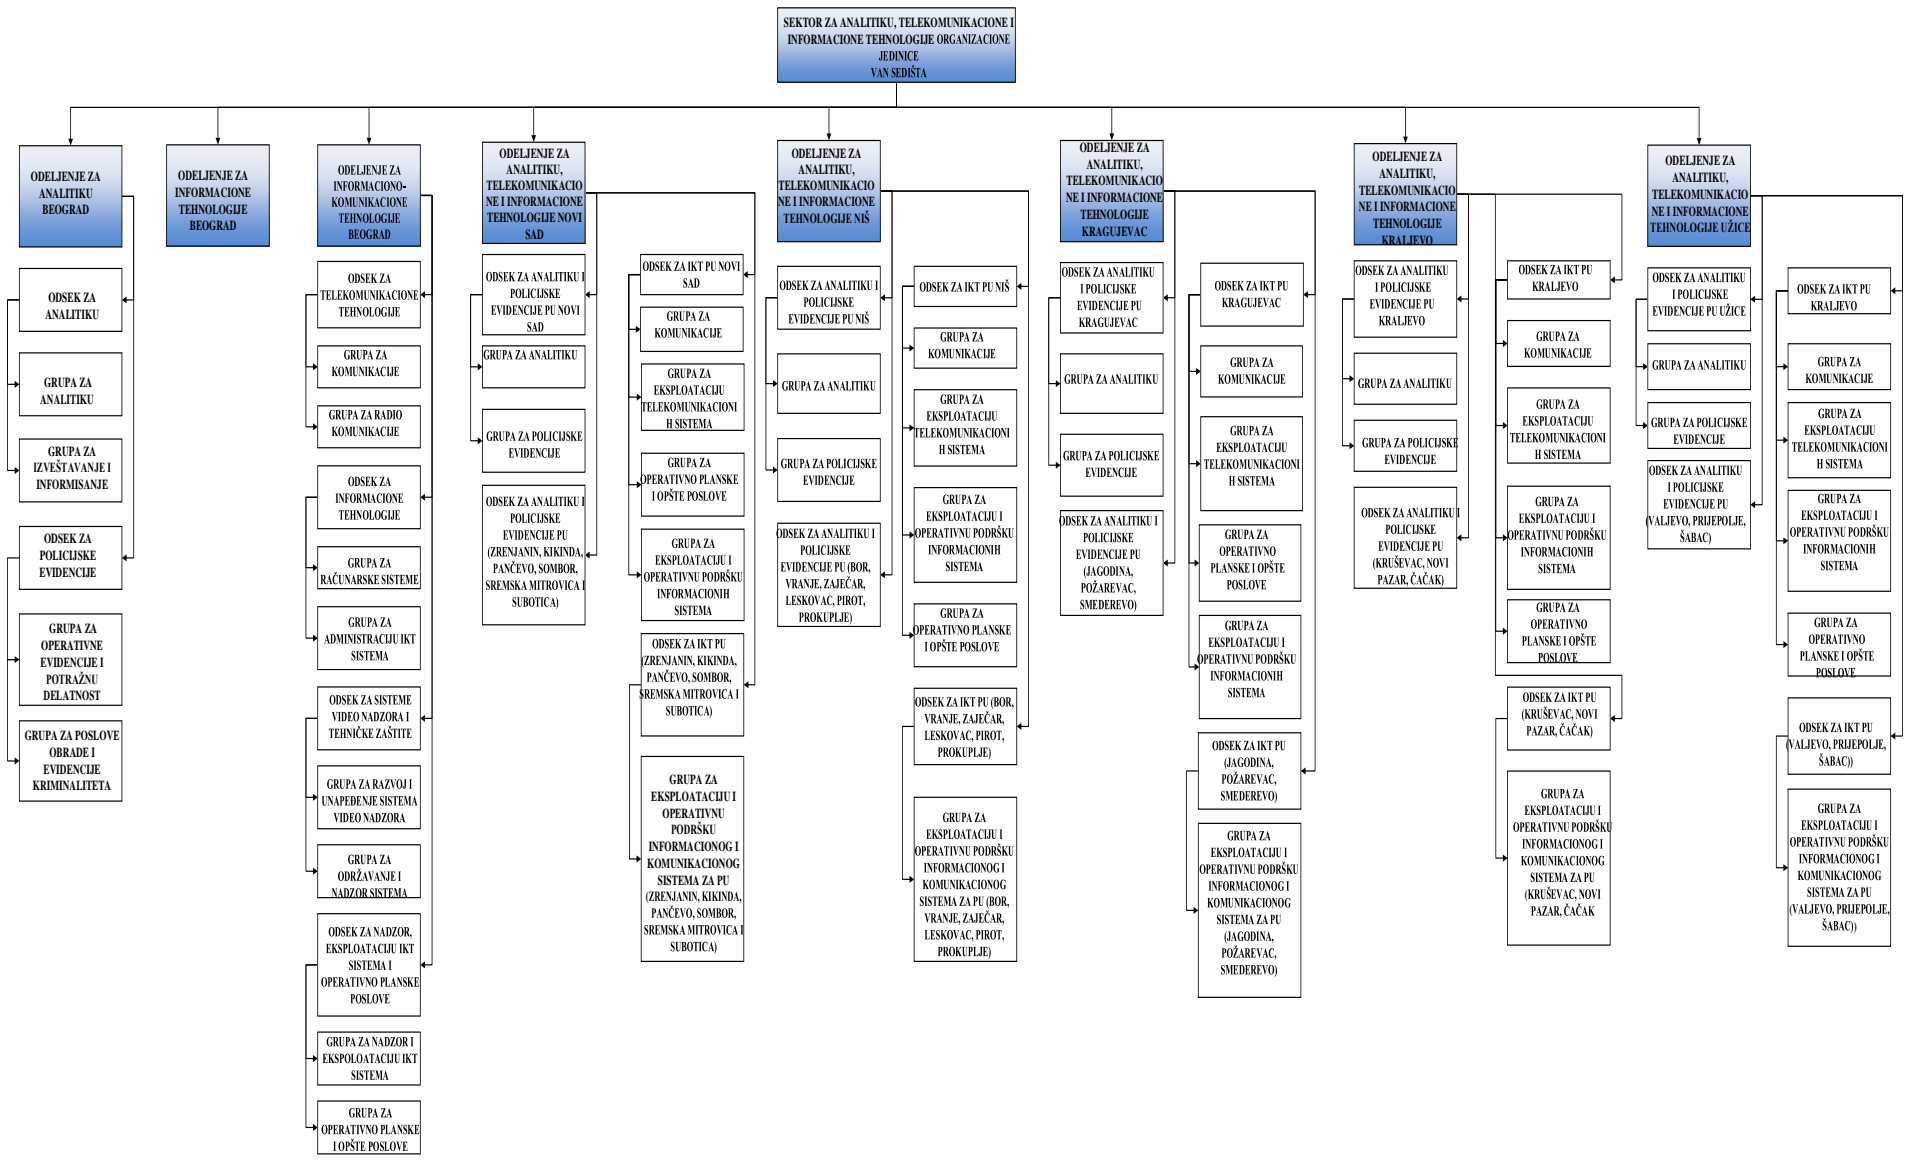 SEKTOR ZA ANALITIKU, TELEKOMUNIKACIONE I
INFORMACIONE TEHNOLOGIJE ORGANIZACIONE
JEDINICE
VAN SEDIŠTA
ODELJENJE ZA
ANALITIKU
BEOGRAD
ODSEK ZA
ANALITIKU
GRUPA ZA
ANALITIKU
GRUPA ZA
IZVEŠTAVANJE I
INFORMISANJE
ODSEK ZA
POLICIJSKE
EVIDENCIJE
GRUPA ZA
OPERATIVNE
EVIDENCIJE I
POTRAŽNU
DELATNOST
GRUPA ZA POSLOVE
OBRADE I
EVIDENCIJE
KRIMINALITETA
ODELJENJE ZA
INFORMACIONE
TEHNOLOGIJE
BEOGRAD
ODELJENJE ZA
INFORMACIONO-
KOMUNIKACIONE
TEHNOLOGIJE
BEOGRAD
ODSEK ZA
TELEKOMUNIKACIONE
TEHNOLOGIJE
GRUPA ZA
KOMUNIKACIJE
GRUPA ZA RADIO
KOMUNIKACIJE
ODSEK ZA
INFORMACIONE
TEHNOLOGIJE
GRUPA ZA
RAČUNARSKE SISTEME
GRUPA ZA
ADMINISTRACIJU IKT
SISTEMA
ODSEK ZA SISTEME
VIDEO NADZORA I
TEHNIČKE ZAŠTITE
GRUPA ZA RAZVOJ I
UNAPEĐENJE SISTEMA
VIDEO NADZORA
GRUPA ZA
ODRŽAVANJE I
NADZOR SISTEMA
ODSEK ZA NADZOR,
EKSPLOATACIJU IKT
SISTEMA I
OPERATIVNO PLANSKE
POSLOVE
GRUPA ZA NADZOR I
EKSPOLOATACIJU IKT
SISTEMA
GRUPA ZA
OPERATIVNO PLANSKE
I OPŠTE POSLOVE
ODELJENJE ZA
ANALITIKU,
TELEKOMUNIKACIO
NE I INFORMACIONE
TEHNOLOGIJE NOVI
SAD
ODSEK ZA ANALITIKU I
POLICIJSKE
EVIDENCIJE PU NOVI
SAD
GRUPA ZA ANALITIKU
GRUPA ZA POLICIJSKE
EVIDENCIJE
ODSEK ZA ANALITIKU I
POLICIJSKE
EVIDENCIJE PU
(ZRENJANIN, KIKINDA,
PANČEVO, SOMBOR,
SREMSKA MITROVICA I
SUBOTICA)
ODSEK ZA IKT PU NOVI
SAD
GRUPA ZA
KOMUNIKACIJE
GRUPA ZA
EKSPLOATACIJU
TELEKOMUNIKACIONI
H SISTEMA
GRUPA ZA
OPERATIVNO PLANSKE
I OPŠTE POSLOVE
GRUPA ZA
EKSPLOATACIJU I
OPERATIVNU PODRŠKU
INFORMACIONIH
SISTEMA
ODSEK ZA IKT PU
(ZRENJANIN, KIKINDA,
PANČEVO, SOMBOR,
SREMSKA MITROVICA I
SUBOTICA)
GRUPA ZA
EKSPLOATACIJU I
OPERATIVNU
PODRŠKU
INFORMACIONOG I
KOMUNIKACIONOG
SISTEMA ZA PU
(ZRENJANIN, KIKINDA,
PANČEVO, SOMBOR,
SREMSKA MITROVICA I
SUBOTICA)
ODELJENJE ZA
ANALITIKU,
TELEKOMUNIKACIO
NE I INFORMACIONE
TEHNOLOGIJE NIŠ
ODSEK ZA ANALITIKU I
POLICIJSKE
EVIDENCIJE PU NIŠ
GRUPA ZA ANALITIKU
GRUPA ZA POLICIJSKE
EVIDENCIJE
ODSEK ZA ANALITIKU I
POLICIJSKE
EVIDENCIJE PU (BOR,
VRANJE, ZAJEČAR,
LESKOVAC, PIROT,
PROKUPLJE)
ODSEK ZA IKT PU NIŠ
GRUPA ZA
KOMUNIKACIJE
GRUPA ZA
EKSPLOATACIJU
TELEKOMUNIKACIONI
H SISTEMA
GRUPA ZA
EKSPLOATACIJU I
OPERATIVNU PODRŠKU
INFORMACIONIH
SISTEMA
GRUPA ZA
OPERATIVNO PLANSKE
I OPŠTE POSLOVE
ODSEK ZA IKT PU (BOR,
VRANJE, ZAJEČAR,
LESKOVAC, PIROT,
PROKUPLJE)
GRUPA ZA
EKSPLOATACIJU I
OPERATIVNU PODRŠKU
INFORMACIONOG I
KOMUNIKACIONOG
SISTEMA ZA PU (BOR,
VRANJE, ZAJEČAR,
LESKOVAC, PIROT,
PROKUPLJE)
ODELJENJE ZA
ANALITIKU,
TELEKOMUNIKACIO
NE I INFORMACIONE
TEHNOLOGIJE
KRAGUJEVAC
ODSEK ZA ANALITIKU
I POLICIJSKE
EVIDENCIJE PU
KRAGUJEVAC
GRUPA ZA ANALITIKU
GRUPA ZA POLICIJSKE
EVIDENCIJE
ODSEK ZA ANALITIKU I
POLICIJSKE
EVIDENCIJE PU
(JAGODINA,
POŽAREVAC,
SMEDEREVO)
ODSEK ZA IKT PU
KRAGUJEVAC
GRUPA ZA
KOMUNIKACIJE
GRUPA ZA
EKSPLOATACIJU
TELEKOMUNIKACIONI
H SISTEMA
GRUPA ZA
OPERATIVNO
PLANSKE I OPŠTE
POSLOVE
GRUPA ZA
EKSPLOATACIJU I
OPERATIVNU PODRŠKU
INFORMACIONIH
SISTEMA
ODSEK ZA IKT PU
(JAGODINA,
POŽAREVAC,
SMEDEREVO)
GRUPA ZA
EKSPLOATACIJU I
OPERATIVNU PODRŠKU
INFORMACIONOG I
KOMUNIKACIONOG
SISTEMA ZA PU
(JAGODINA,
POŽAREVAC,
SMEDEREVO)
ODELJENJE ZA
ANALITIKU,
TELEKOMUNIKACIO
NE I INFORMACIONE
TEHNOLOGIJE
KRALJEVO
ODSEK ZA ANALITIKU
I POLICIJSKE
EVIDENCIJE PU
KRALJEVO
GRUPA ZA ANALITIKU
GRUPA ZA POLICIJSKE
EVIDENCIJE
ODSEK ZA ANALITIKU I
POLICIJSKE
EVIDENCIJE PU
(KRUŠEVAC, NOVI
PAZAR, ČAČAK)
ODSEK ZA IKT PU
KRALJEVO
GRUPA ZA
KOMUNIKACIJE
GRUPA ZA
EKSPLOATACIJU
TELEKOMUNIKACIONI
H SISTEMA
GRUPA ZA
EKSPLOATACIJU I
OPERATIVNU PODRŠKU
INFORMACIONIH
SISTEMA
GRUPA ZA
OPERATIVNO
PLANSKE I OPŠTE
POSLOVE
ODSEK ZA IKT PU
(KRUŠEVAC, NOVI
PAZAR, ČAČAK)
GRUPA ZA
EKSPLOATACIJU I
OPERATIVNU PODRŠKU
INFORMACIONOG I
KOMUNIKACIONOG
SISTEMA ZA PU
(KRUŠEVAC, NOVI
PAZAR, ČAČAK
ODELJENJE ZA
ANALITIKU,
TELEKOMUNIKACIO
NE I INFORMACIONE
TEHNOLOGIJE UŽICE
ODSEK ZA ANALITIKU
I POLICIJSKE
EVIDENCIJE PU UŽICE
GRUPA ZA ANALITIKU
GRUPA ZA POLICIJSKE
EVIDENCIJE
ODSEK ZA ANALITIKU
I POLICIJSKE
EVIDENCIJE PU
(VALJEVO, PRIJEPOLJE,
ŠABAC)
ODSEK ZA IKT PU
KRALJEVO
GRUPA ZA
KOMUNIKACIJE
GRUPA ZA
EKSPLOATACIJU
TELEKOMUNIKACIONI
H SISTEMA
GRUPA ZA
EKSPLOATACIJU I
OPERATIVNU PODRŠKU
INFORMACIONIH
SISTEMA
GRUPA ZA
OPERATIVNO
PLANSKE I OPŠTE
POSLOVE
ODSEK ZA IKT PU
(VALJEVO, PRIJEPOLJE,
ŠABAC))
GRUPA ZA
EKSPLOATACIJU I
OPERATIVNU PODRŠKU
INFORMACIONOG I
KOMUNIKACIONOG
SISTEMA ZA PU
(VALJEVO, PRIJEPOLJE,
ŠABAC))